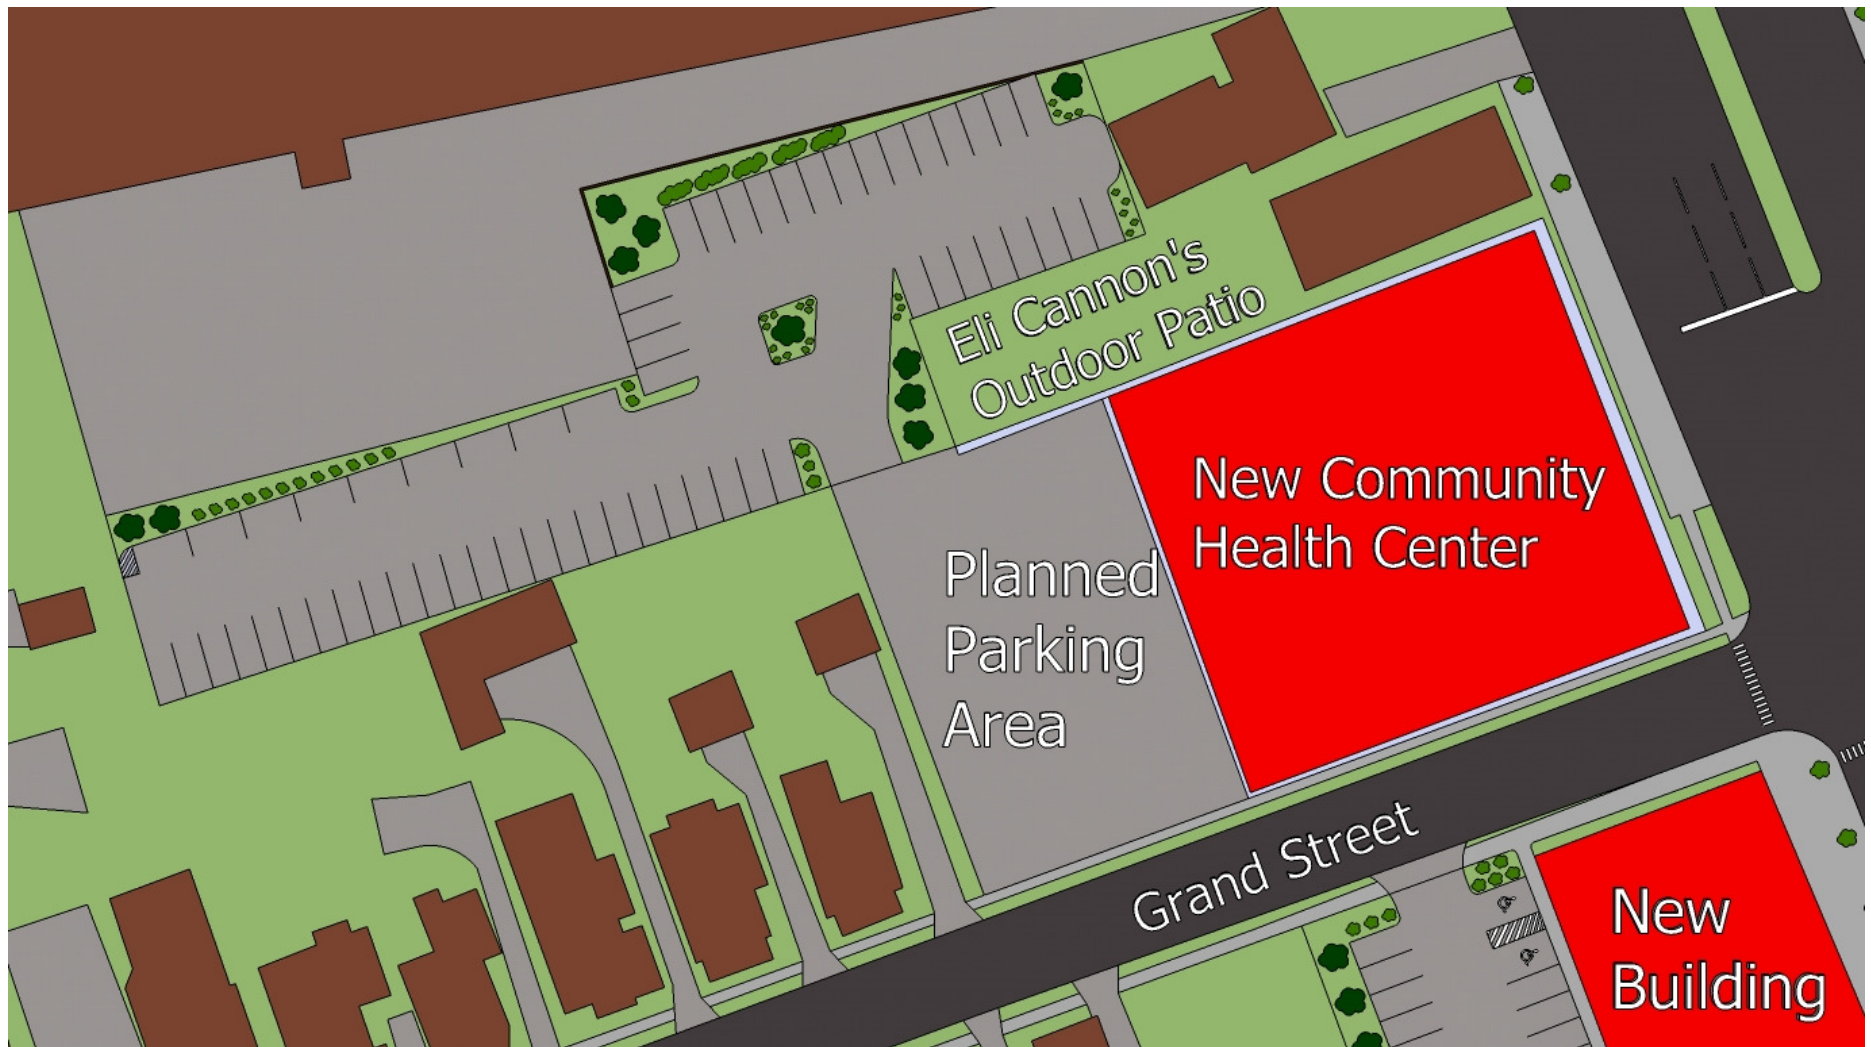 Eli Cannon's
Outdoor Patio
New Community
Health Center
Planned
Parking
Area
Grand Street
New
Building